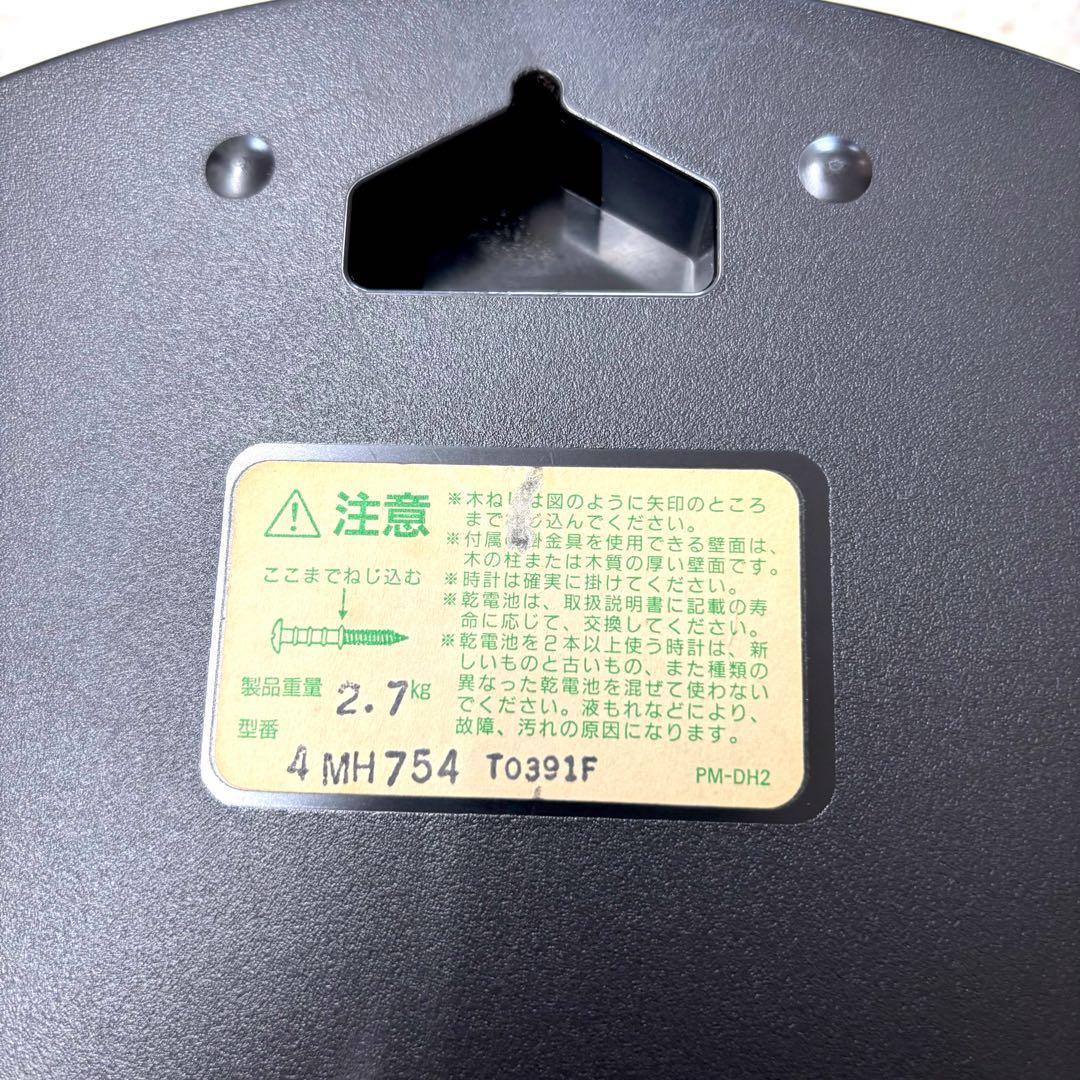 注意
ここまでねじ込む
製品重量 2.7kg
型番
4MH754 T0391F
※木ねじは図のように矢印のところ
までねじ込んでください。
※付属の掛金具を使用できる壁面は、
木の柱または木質の厚い壁面です。
※時計は確実に掛けてください。
※乾電池は、取扱説明書に記載の寿
命に応じて、交換してください。
※乾電池を2本以上使う時計は、新
しいものと古いもの、また種類の
異なった乾電池を混ぜて使わない
でください。液もれなどにより、
故障、汚れの原因になります。
PM-DH2